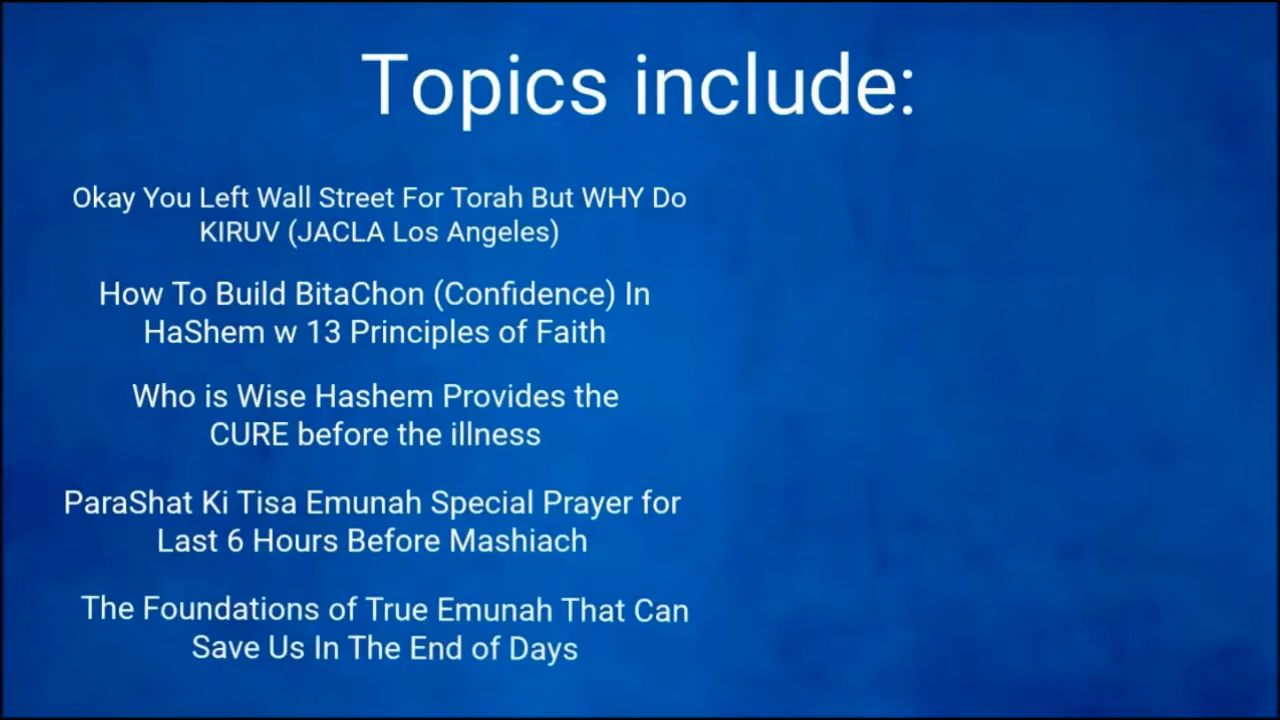 Topics include:
Okay You Left Wall Street For Torah But WHY Do
KIRUV (JACLA Los Angeles)
How To Build BitaChon (Confidence) In
HaShem w 13 Principles of Faith
Who is Wise Hashem Provides the
CURE before the illness
ParaShat Ki Tisa Emunah Special Prayer for
Last 6 Hours Before Mashiach
The Foundations of True Emunah That Can
Save Us In The End of Days